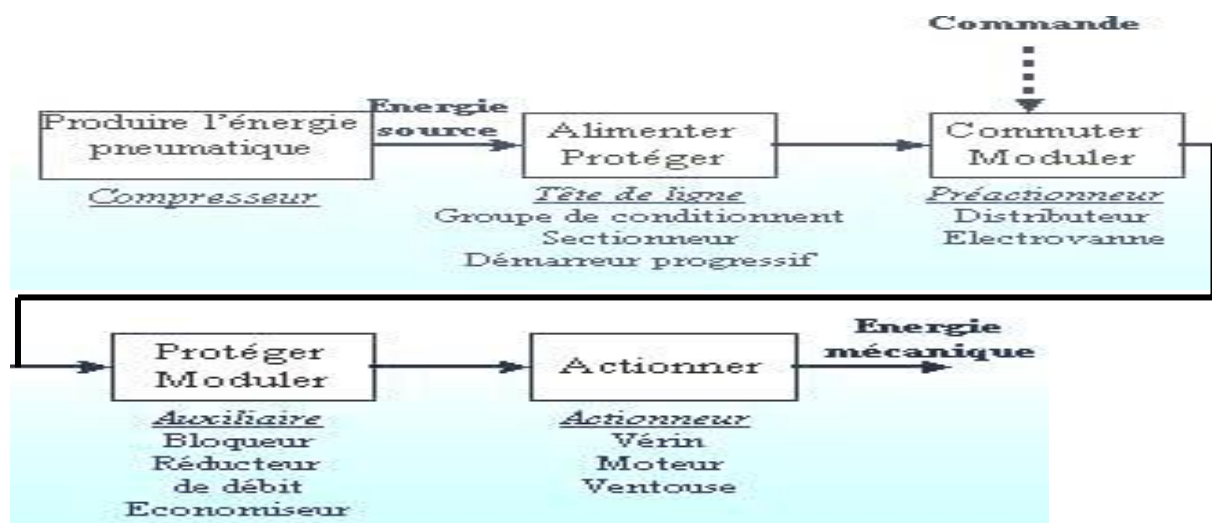 Commande
Produire l'énergie
pneumatique
Compresseur
Energie
source
Alimenter
Protéger
Tête de ligne
Groupe de conditionnent
Sectionneur
Démarreur progressif
Commuter
Moduler
Préactionneur
Distributeur
Electrovanne
Protéger
Moduler
Auxiliaire
Bloqueur
Réducteur
de débit
Economiseur
Actionner
Actionneur
Vérin
Moteur
Ventouse
Energie
mécanique